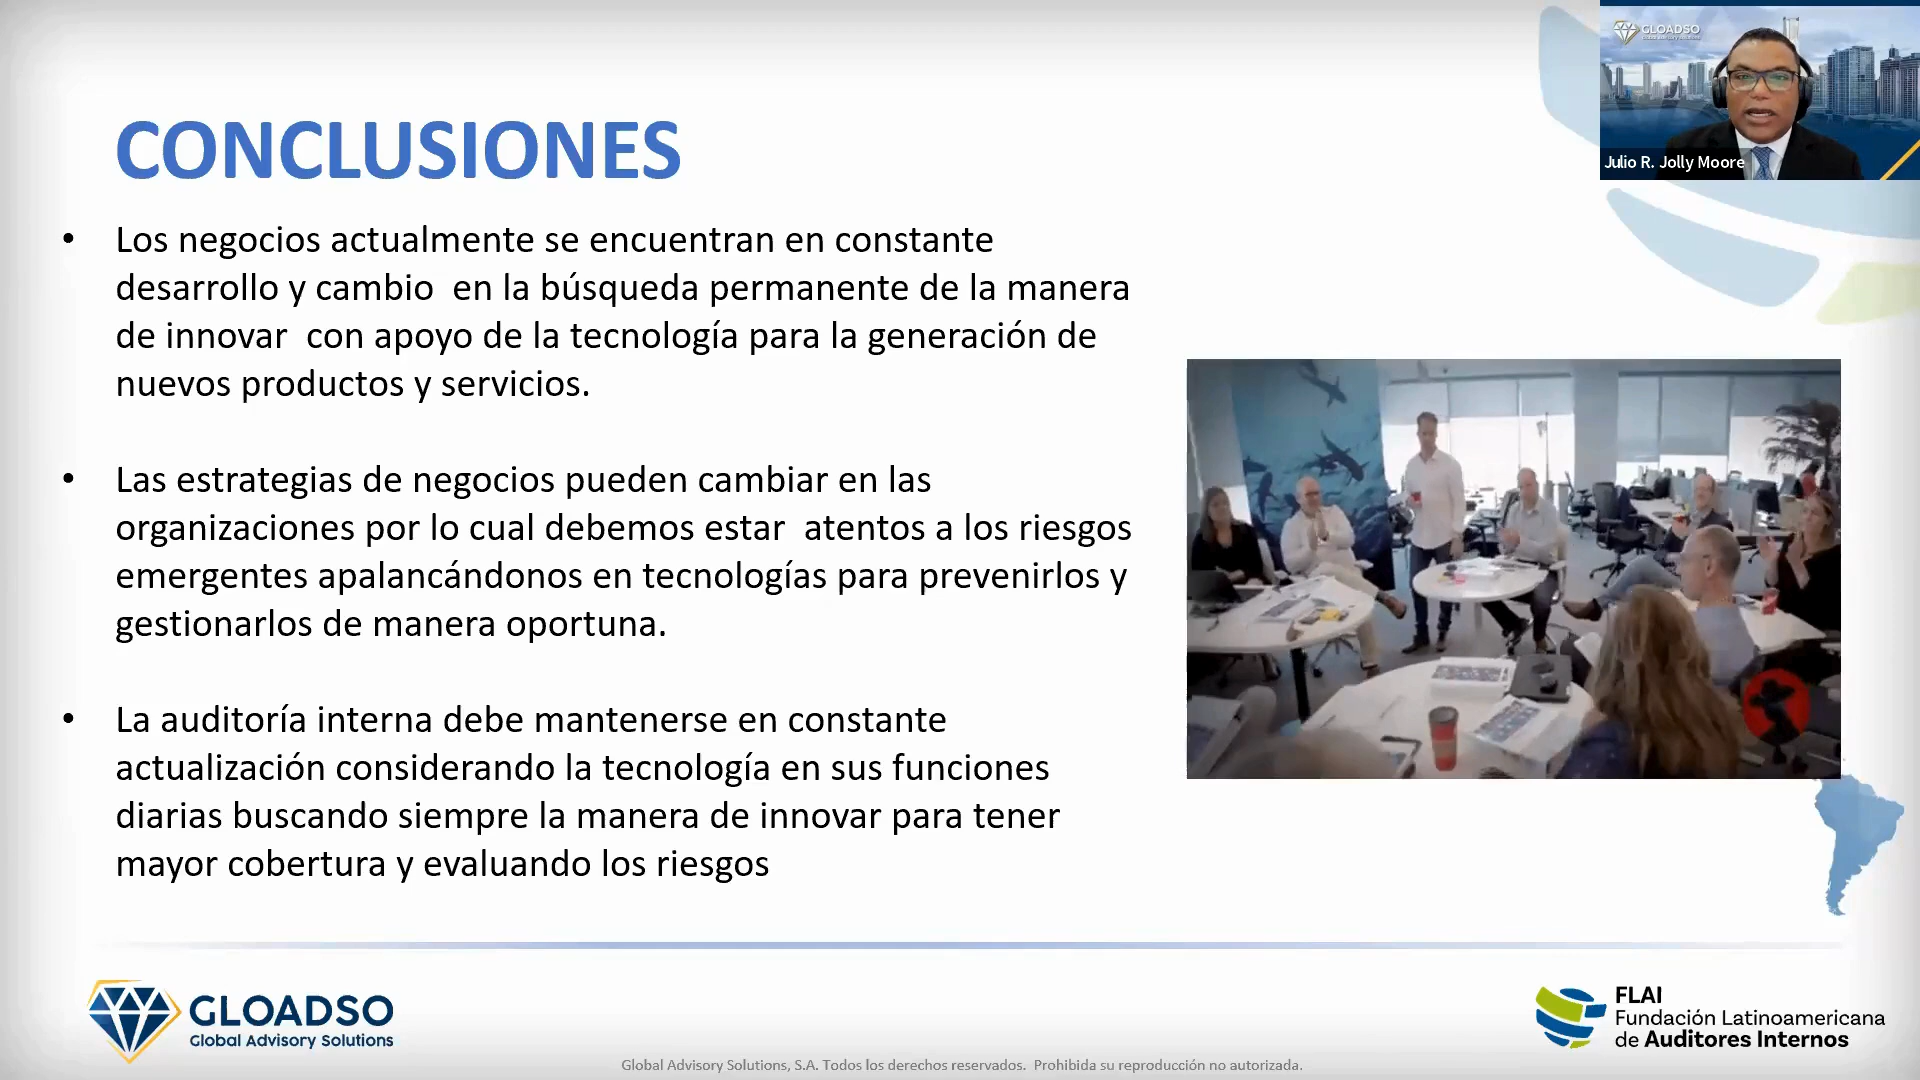 GLOADSO
Julio R. Jolly Moore
CONCLUSIONES
• Los negocios actualmente se encuentran en constante
desarrollo y cambio  en la búsqueda permanente de la manera
de innovar  con apoyo de la tecnología para la generación de
nuevos productos y servicios.
• Las estrategias de negocios pueden cambiar en las
organizaciones por lo cual debemos estar  atentos a los riesgos
emergentes apalancándonos en tecnologías para prevenirlos y
gestionarlos de manera oportuna.
• La auditoría interna debe mantenerse en constante
actualización considerando la tecnología en sus funciones
diarias buscando siempre la manera de innovar para tener
mayor cobertura y evaluando los riesgos
GLOADSO
Global Advisory Solutions
FLAI
Fundación Latinoamericana
de Auditores Internos
Global Advisory Solutions, S.A. Todos los derechos reservados.  Prohibida su reproducción no autorizada.